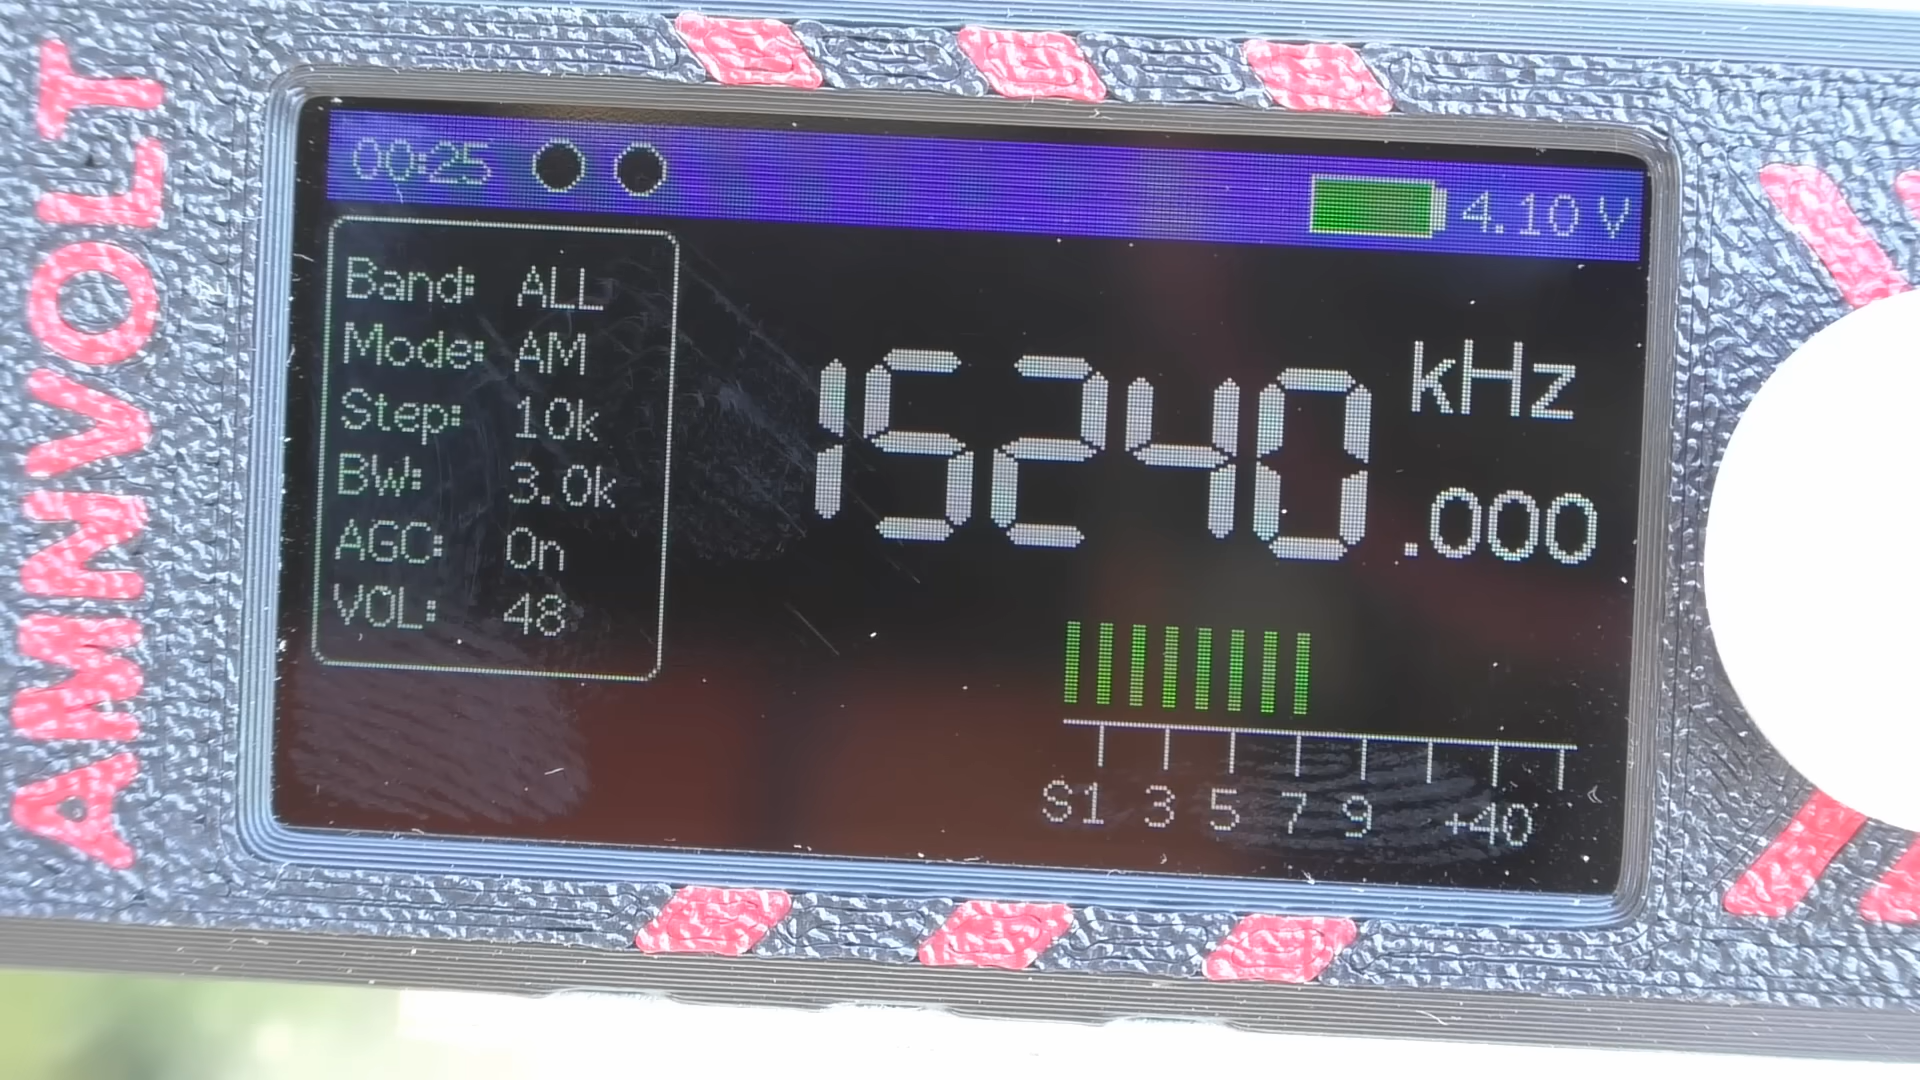 AMNVOLT
00:25 4.10 V
Band: ALL
Mode: AM
Step: 10k
BW: 3.0k
AGC: On
VOL: 48
15240.000 kHz
S1 3 5 7 9 +40